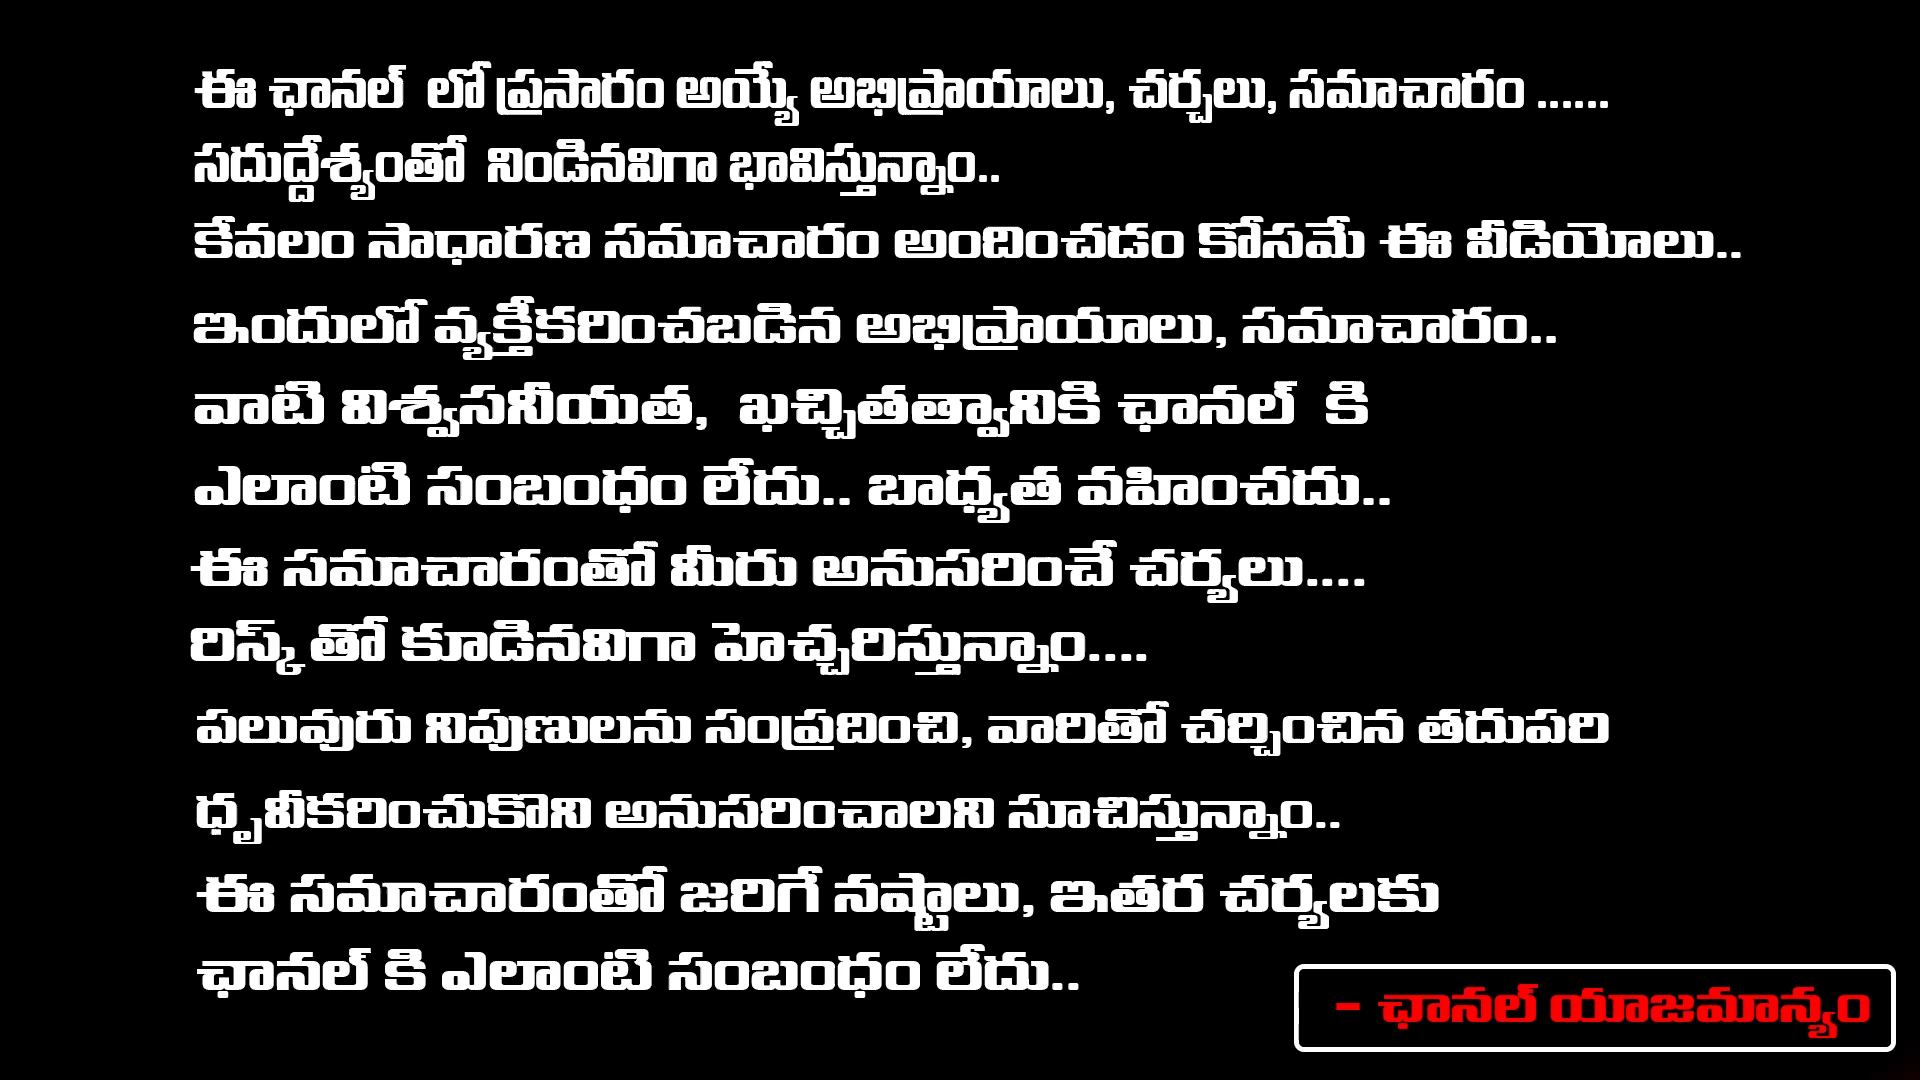 ఈ ఛానల్ లో ప్రసారం అయ్యే అభిప్రాయాలు, చర్చలు, సమాచారం ......
సదుద్దేశ్యంతో నిండినవిగా భావిస్తున్నాం..
కేవలం సాధారణ సమాచారం అందించడం కోసమే ఈ వీడియోలు..
ఇందులో వ్యక్తీకరించబడిన అభిప్రాయాలు, సమాచారం..
వాటి విశ్వసనీయత, ఖచ్చితత్వానికి ఛానల్ కి
ఎలాంటి సంబంధం లేదు.. బాధ్యత వహించదు..
ఈ సమాచారంతో మీరు అనుసరించే చర్యలు....
రిస్క్ తో కూడినవిగా హెచ్చరిస్తున్నాం....
పలువురు నిపుణులను సంప్రదించి, వారితో చర్చించిన తదుపరి
ధృవీకరించుకొని అనుసరించాలని సూచిస్తున్నాం..
ఈ సమాచారంతో జరిగే నష్టాలు, ఇతర చర్యలకు
ఛానల్ కి ఎలాంటి సంబంధం లేదు..
- ఛానల్ యాజమాన్యం